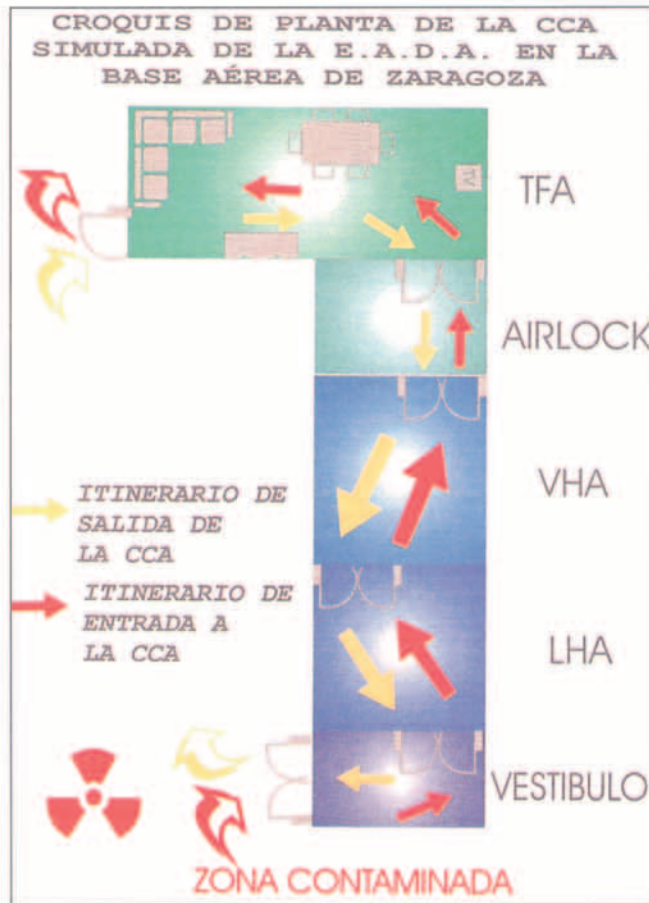 CROQUIS DE PLANTA DE LA CCA
SIMULADA DE LA E.A.D.A. EN LA
BASE AÉREA DE ZARAGOZA
TV
TFA
AIRLOCK
VHA
ITINERARIO DE
SALIDA DE
LA CCA
ITINERARIO DE
ENTRADA A
LA CCA
LHA
VESTIBULO
ZONA CONTAMINADA